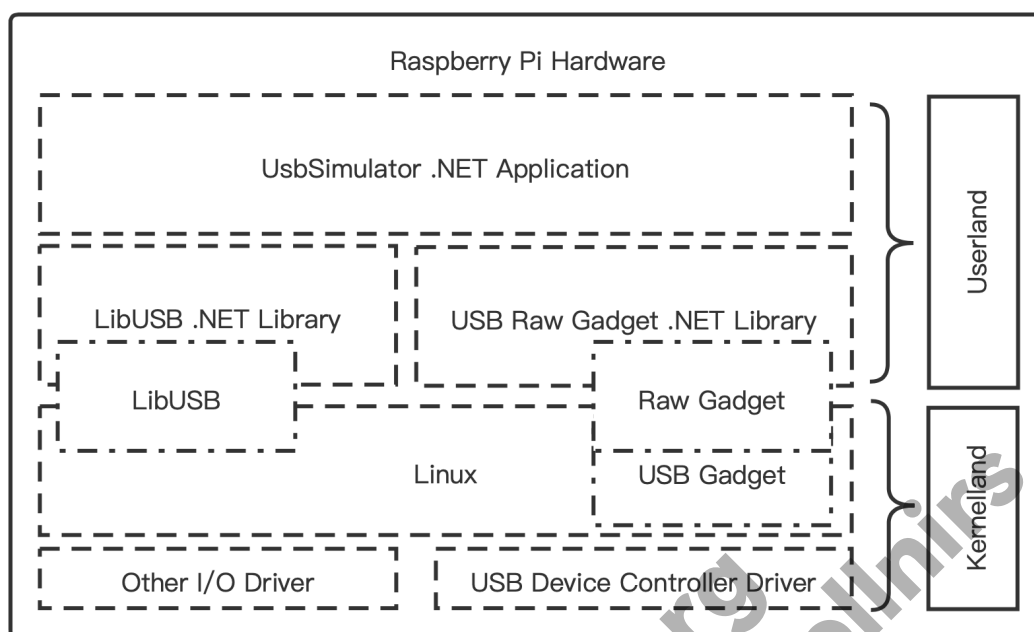 Raspberry Pi Hardware
UsbSimulator .NET Application
Userland
LibUSB .NET Library
USB Raw Gadget .NET Library
LibUSB
Raw Gadget
Linux
USB Gadget
Kernelland
Other I/O Driver
USB Device Controller Driver